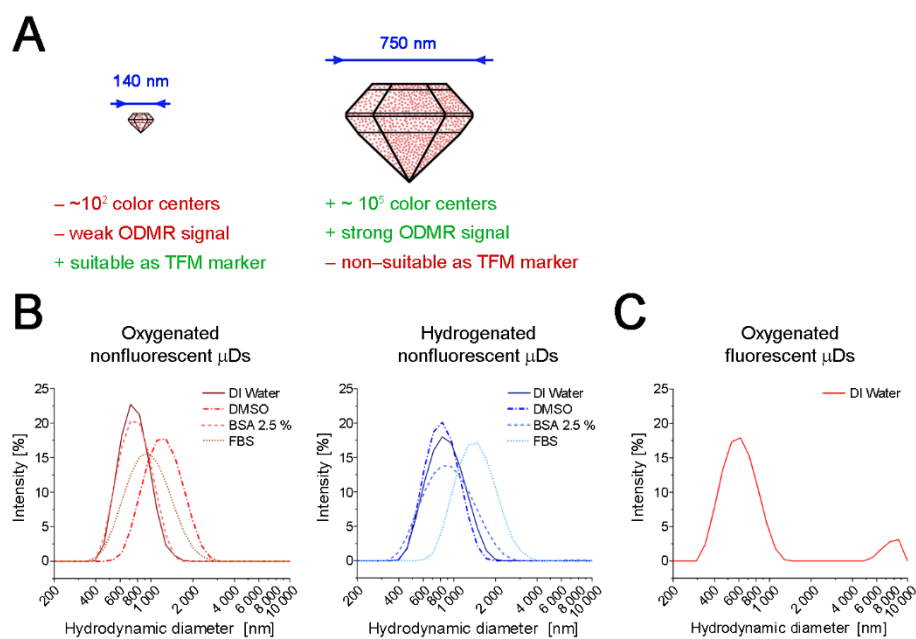 A
140 nm
750 nm
– ~10² color centers
– weak ODMR signal
+ suitable as TFM marker
+ ~ 10⁵ color centers
+ strong ODMR signal
– non–suitable as TFM marker
B
Oxygenated
nonfluorescent μDs
DI Water
DMSO
BSA 2.5 %
FBS
25
20
15
10
5
0
Intensity [%]
200
400
600
800
1 000
2 000
4 000
6 000
8 000
10 000
Hydrodynamic diameter [nm]
Hydrogenated
nonfluorescent μDs
DI Water
DMSO
BSA 2.5 %
FBS
25
20
15
10
5
0
Intensity [%]
200
400
600
800
1 000
2 000
4 000
6 000
8 000
10 000
Hydrodynamic diameter [nm]
C
Oxygenated
fluorescent μDs
DI Water
25
20
15
10
5
0
Intensity [%]
200
400
600
800
1 000
2 000
4 000
6 000
8 000
10 000
Hydrodynamic diameter [nm]